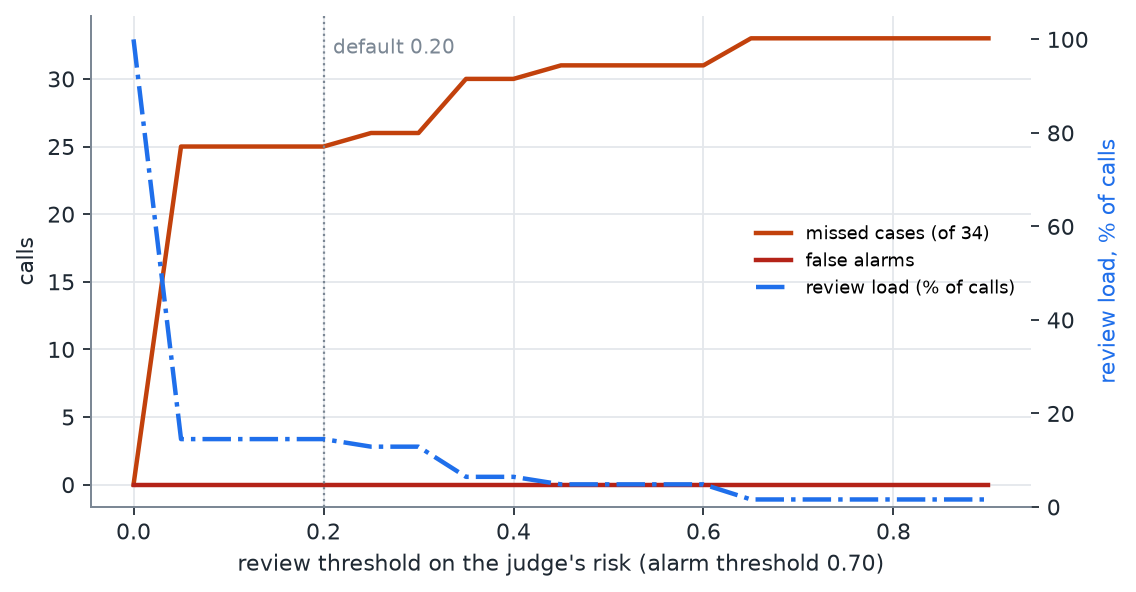 default 0.20
30
25
20
15
10
5
0
calls
100
80
60
40
20
0
review load, % of calls
missed cases (of 34)
false alarms
review load (% of calls)
0.0 0.2 0.4 0.6 0.8
review threshold on the judge's risk (alarm threshold 0.70)